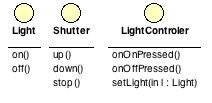 Light
on()
off()
Shutter
up()
down()
stop()
LightControler
onOnPressed()
onOffPressed()
setLight(in l : Light)